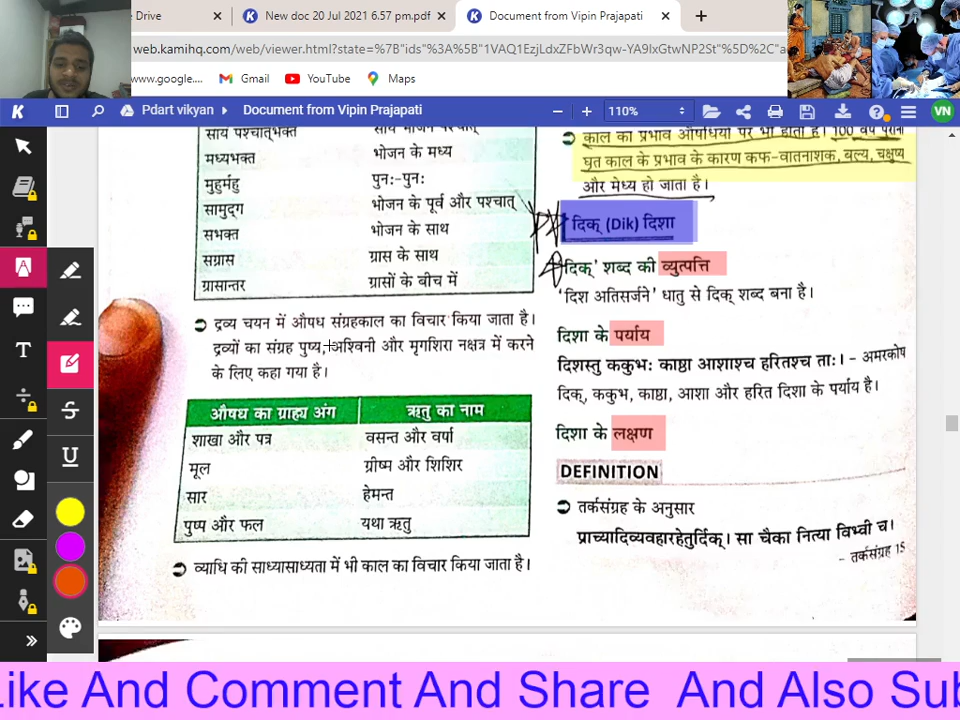 Drive
New doc 20 Jul 2021 6.57 pm.pdf
Document from Vipin Prajapati
web.kamihq.com/web/viewer.html?state=%7B"ids"%3A%5B"1VAQ1EzjLdxZFbWr3qw-YA9lxGtwNP2St"%5D%2C"a
www.google.... Gmail YouTube Maps
K Pdart vikyan Document from Vipin Prajapati 110% VN
मध्यभक्त भोजन के मध्य
मुहुर्मुहु पुनः-पुनः
सामुद्ग भोजन के पूर्व और पश्चात्
सभक्त भोजन के साथ
सग्रास ग्रास के साथ
ग्रासान्तर ग्रासों के बीच में
द्रव्य चयन में औषध संग्रहकाल का विचार किया जाता है।
द्रव्यों का संग्रह पुष्य, अश्विनी और मृगशिरा नक्षत्र में करने
के लिए कहा गया है।
औषध का ग्राह्य अंग ऋतु का नाम
शाखा और पत्र वसन्त और वर्षा
मूल ग्रीष्म और शिशिर
सार हेमन्त
पुष्प और फल यथा ऋतु
व्याधि की साध्यासाध्यता में भी काल का विचार किया जाता है।
काल का प्रभाव औषधियों पर भी होता है। 100 वर्ष पुराना
घृत काल के प्रभाव के कारण कफ-वातनाशक, बल्य, चक्षुष्य
और मेध्य हो जाता है।
दिक् (Dik) दिशा
'दिक्' शब्द की व्युत्पत्ति
'दिश अतिसर्जने' धातु से दिक् शब्द बना है।
दिशा के पर्याय
दिशस्तु ककुभः काष्ठा आशाश्च हरितश्च ताः। - अमरकोष
दिक्, ककुभ, काष्ठा, आशा और हरित दिशा के पर्याय है।
दिशा के लक्षण
DEFINITION
तर्कसंग्रह के अनुसार
प्राच्यादिव्यवहारहेतुर्दिक्। सा चैका नित्या विभ्वी च।
- तर्कसंग्रह 15
Like And Comment And Share And Also Sub